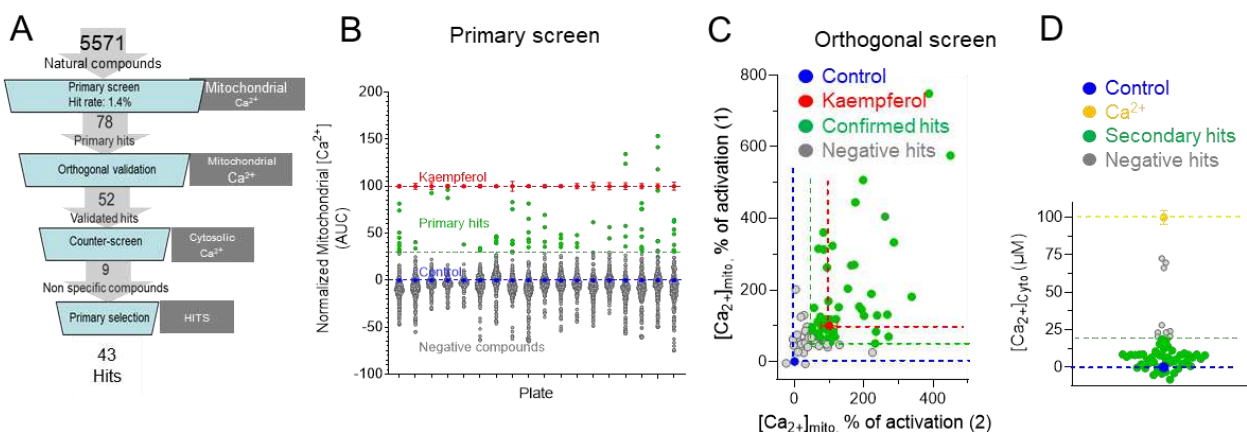 A
5571
Natural compounds
Primary screen
Hit rate: 1.4%
Mitochondrial
Ca²⁺
78
Primary hits
Orthogonal validation
Mitochondrial
Ca²⁺
52
Validated hits
Counter-screen
Cytosolic
Ca²⁺
9
Non specific compounds
Primary selection
HITS
43
Hits
B
Primary screen
Normalized Mitochondrial [Ca²⁺]
(AUC)
200
150
100
50
0
-50
-100
Kaempferol
Primary hits
Control
Negative compounds
Plate
C
Orthogonal screen
Control
Kaempferol
Confirmed hits
Negative hits
[Ca2+]mito, % of activation (1)
800
600
400
200
0
0
200
400
[Ca2+]mito, % of activation (2)
D
Control
Ca²⁺
Secondary hits
Negative hits
[Ca2+]Cyto (µM)
100
75
50
25
0